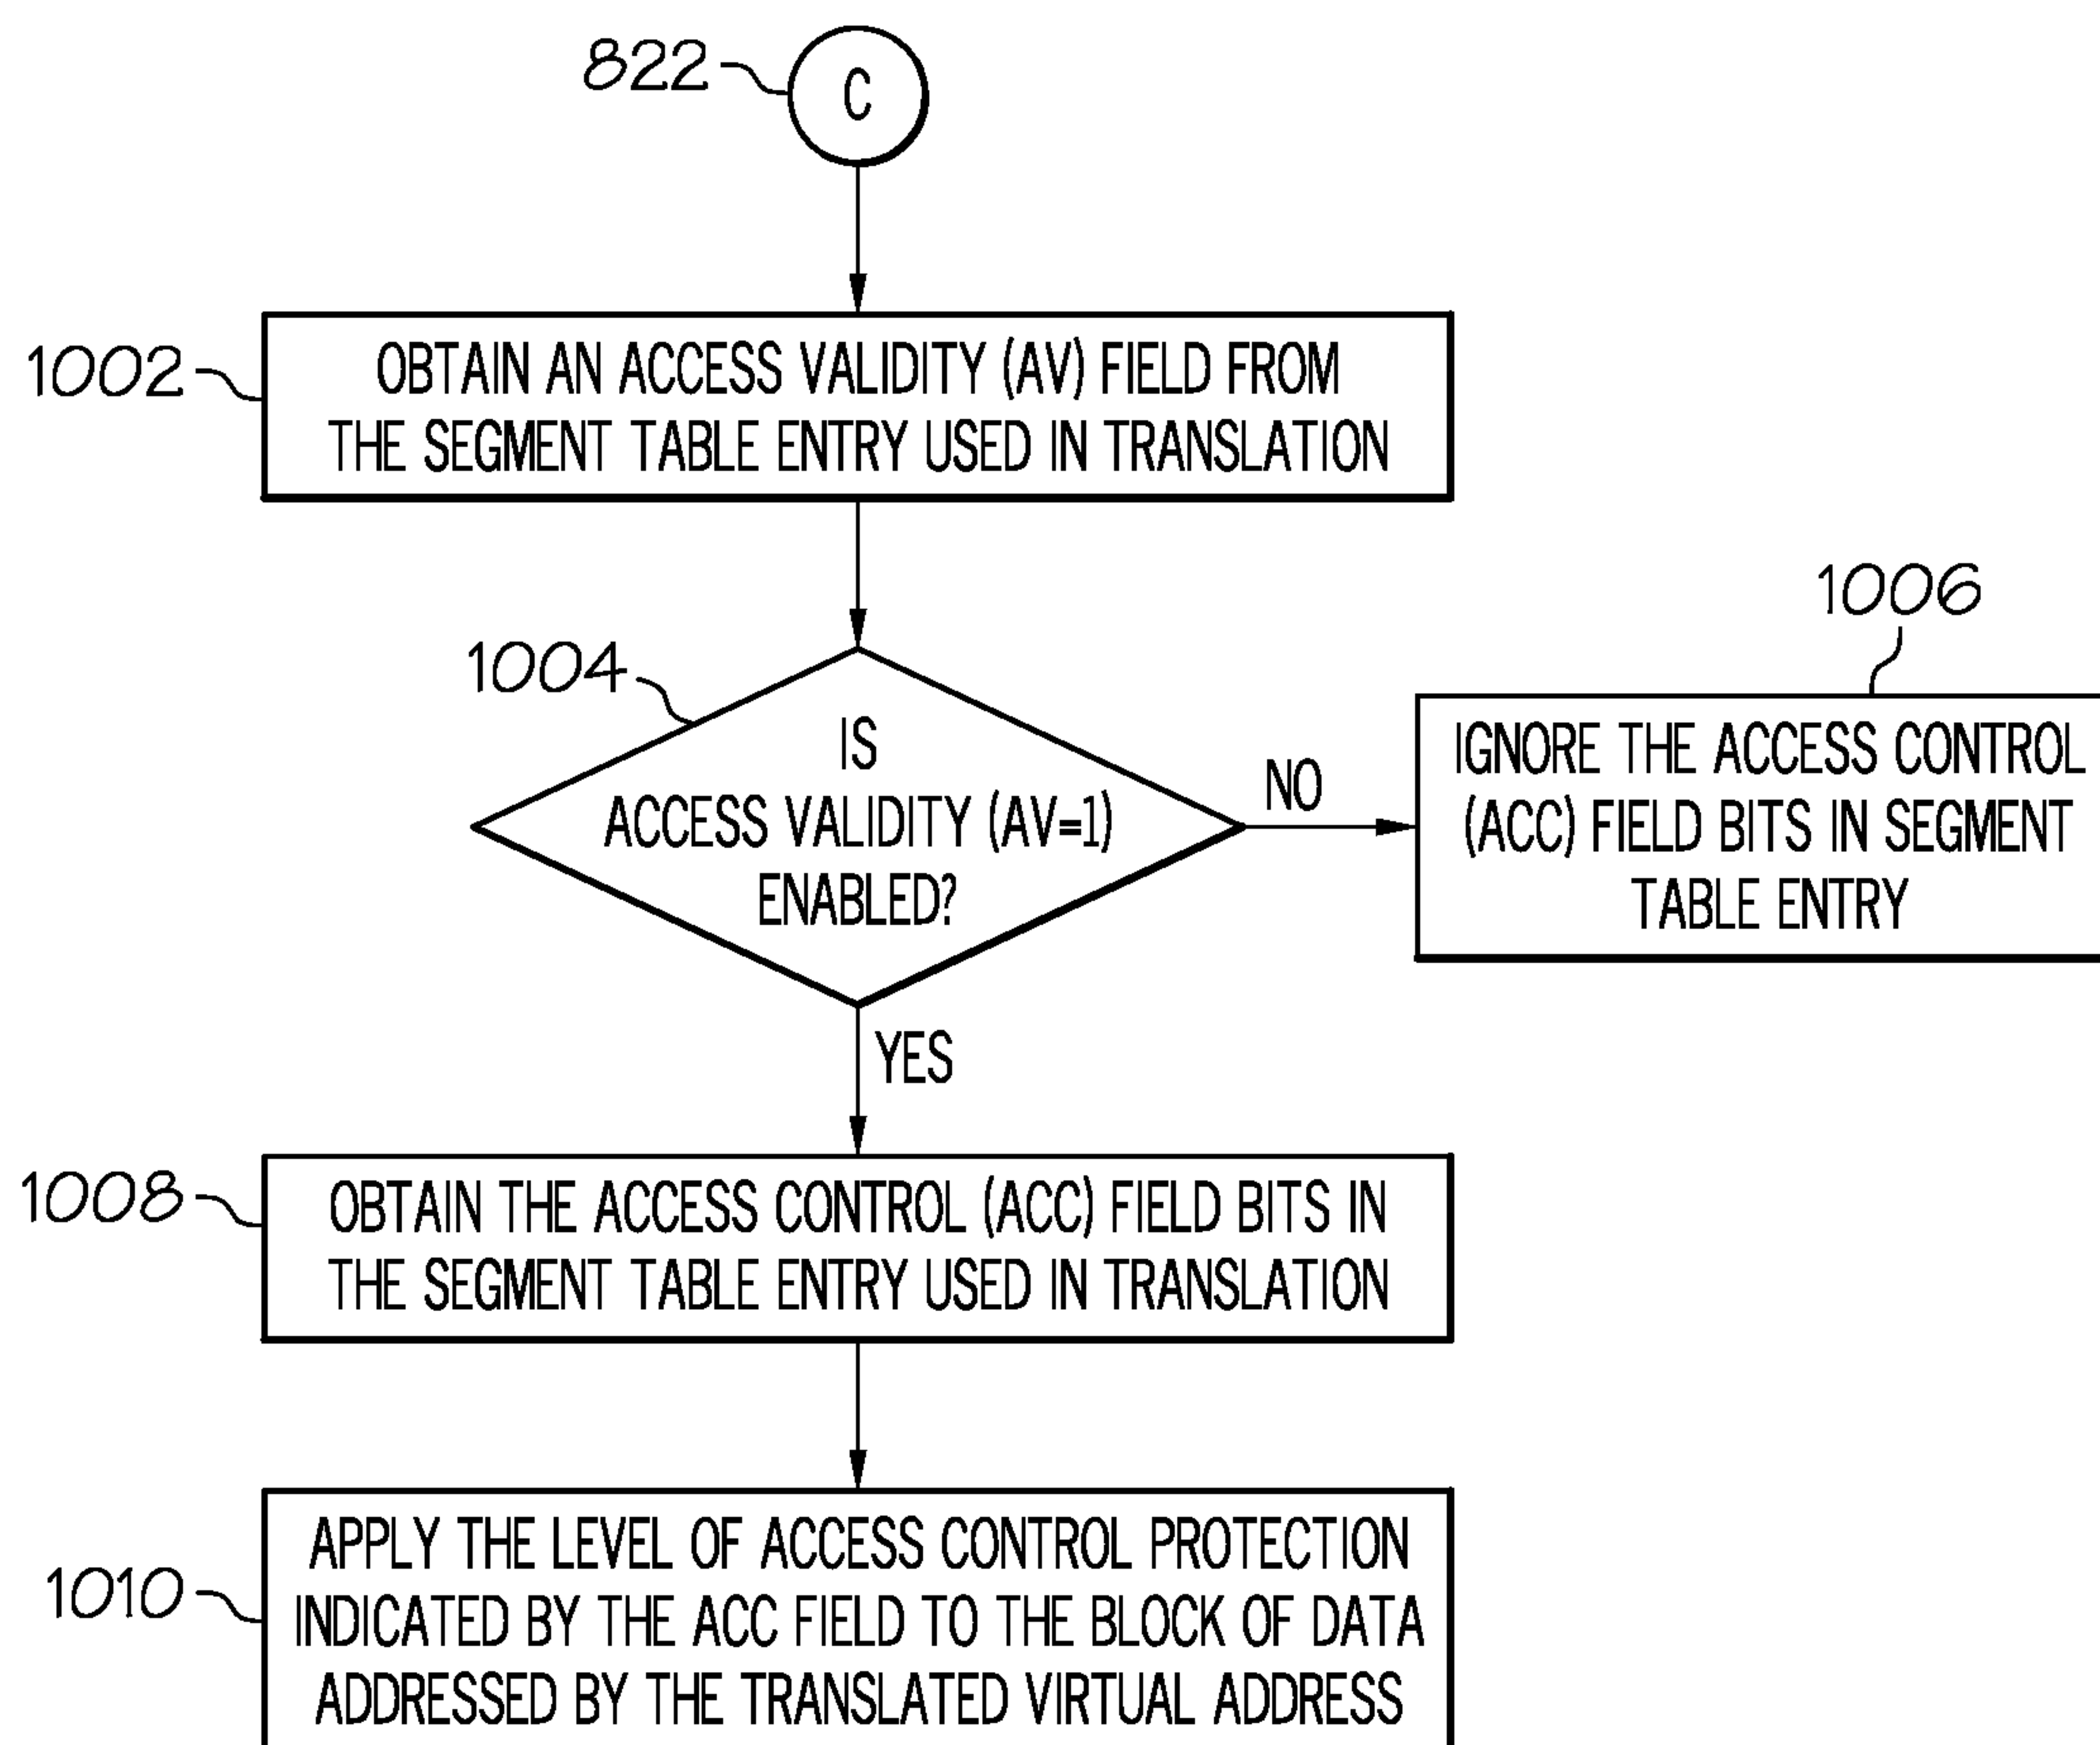 822
C
1002
OBTAIN AN ACCESS VALIDITY (AV) FIELD FROM
THE SEGMENT TABLE ENTRY USED IN TRANSLATION
1004
IS
ACCESS VALIDITY (AV=1)
ENABLED?
NO
1006
IGNORE THE ACCESS CONTROL
(ACC) FIELD BITS IN SEGMENT
TABLE ENTRY
YES
1008
OBTAIN THE ACCESS CONTROL (ACC) FIELD BITS IN
THE SEGMENT TABLE ENTRY USED IN TRANSLATION
1010
APPLY THE LEVEL OF ACCESS CONTROL PROTECTION
INDICATED BY THE ACC FIELD TO THE BLOCK OF DATA
ADDRESSED BY THE TRANSLATED VIRTUAL ADDRESS